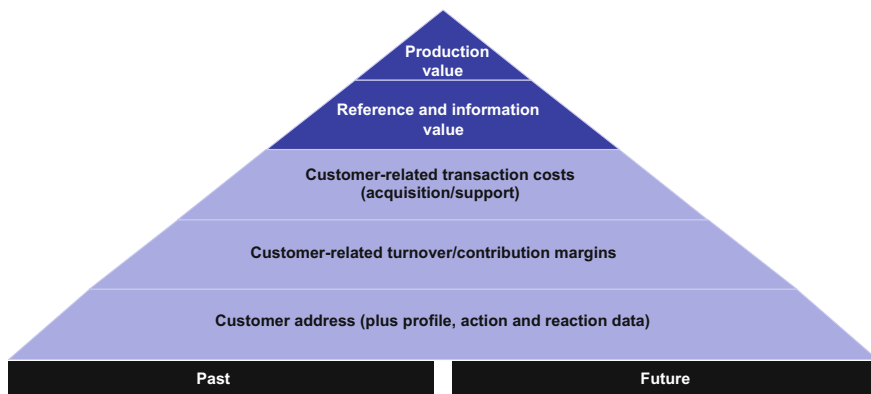 Production
value
Reference and information
value
Customer-related transaction costs
(acquisition/support)
Customer-related turnover/contribution margins
Customer address (plus profile, action and reaction data)
Past
Future